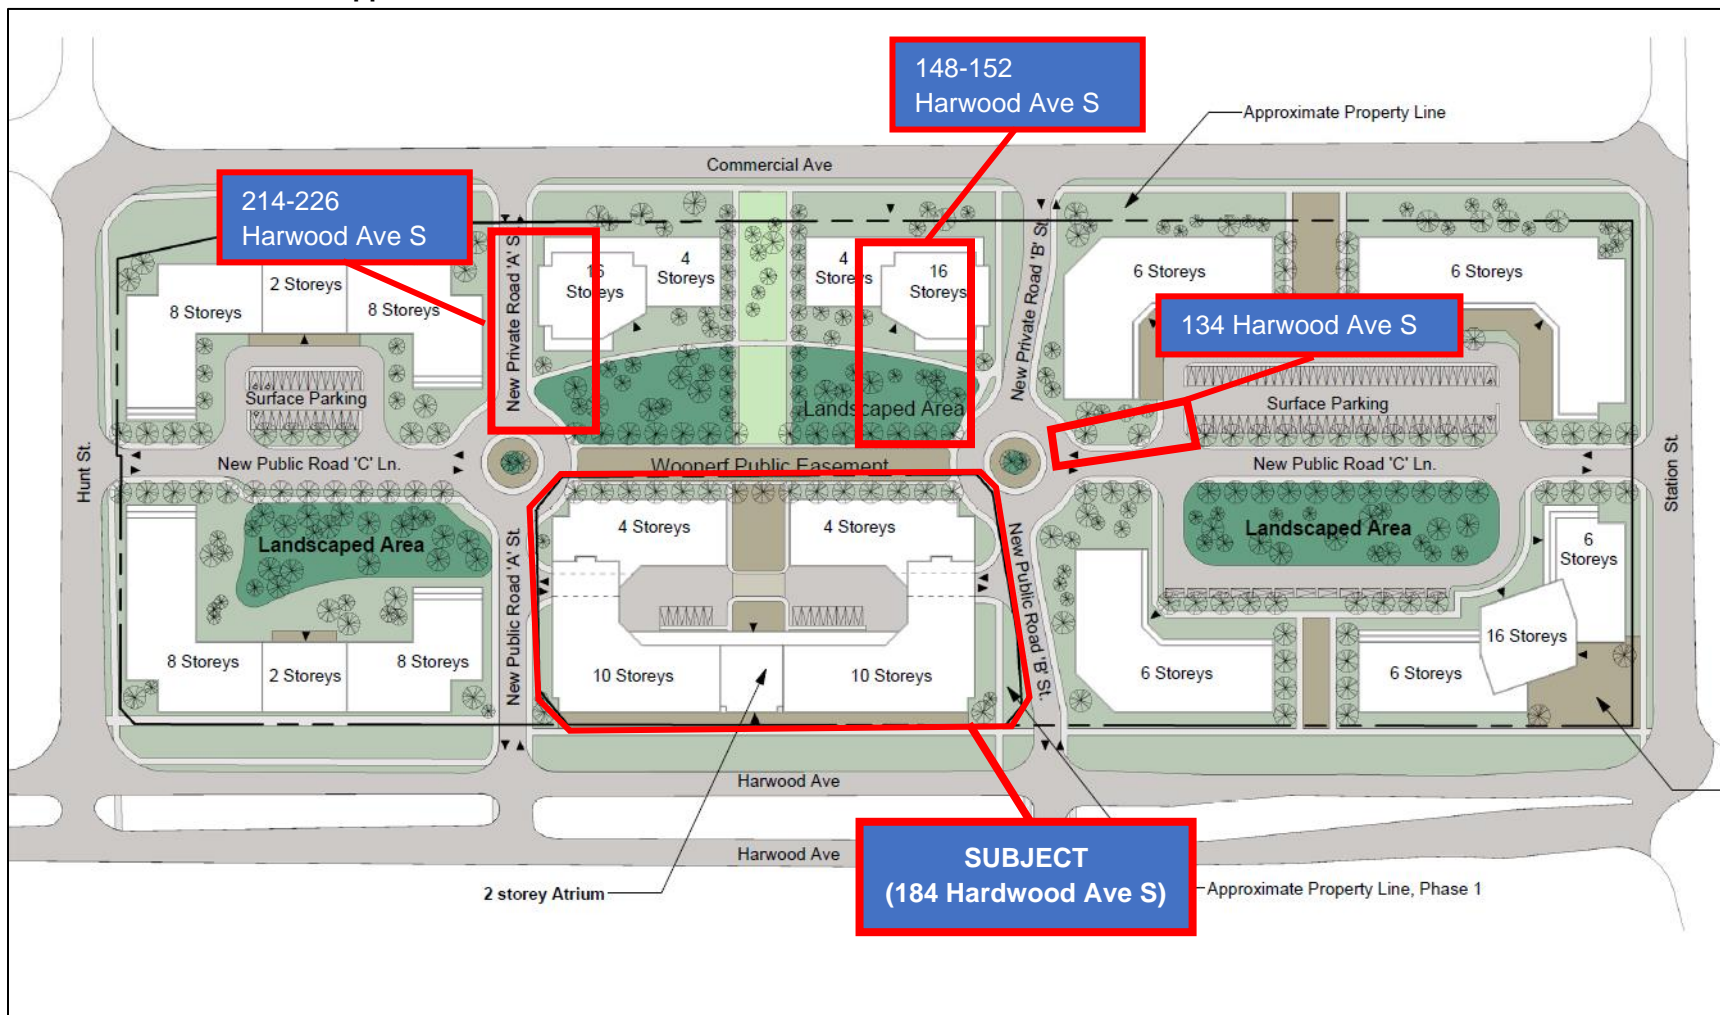 148-152
Harwood Ave S
Approximate Property Line
Commercial Ave
214-226
Harwood Ave S
New Private Road 'A' St.
New Private Road 'B' St.
16
Storeys
4
Storeys
4
Storeys
16
Storeys
6 Storeys
6 Storeys
2 Storeys
8 Storeys
8 Storeys
134 Harwood Ave S
Surface Parking
Landscaped Area
Surface Parking
Hunt St.
New Public Road 'C' Ln.
Woonerf Public Easement
New Public Road 'C' Ln.
Station St.
4 Storeys
4 Storeys
Landscaped Area
Landscaped Area
6
Storeys
New Public Road 'A' St.
New Public Road 'B' St.
16 Storeys
8 Storeys
2 Storeys
8 Storeys
10 Storeys
10 Storeys
6 Storeys
6 Storeys
Harwood Ave
Harwood Ave
2 storey Atrium
SUBJECT
(184 Hardwood Ave S)
Approximate Property Line, Phase 1